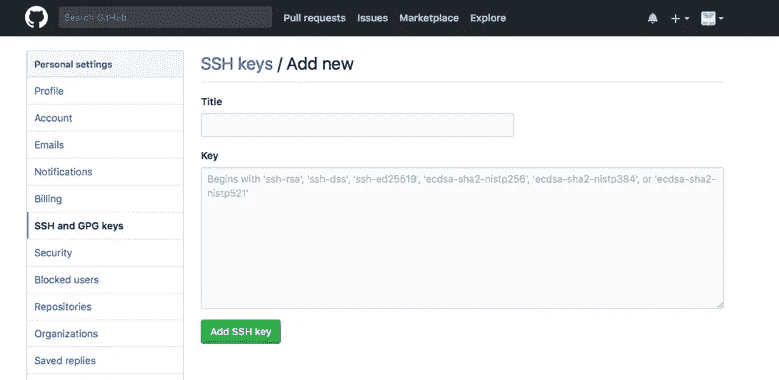 Search GitHub
Pull requests Issues Marketplace Explore
Personal settings
Profile
Account
Emails
Notifications
Billing
SSH and GPG keys
Security
Blocked users
Repositories
Organizations
Saved replies
SSH keys / Add new
Title
Key
Begins with 'ssh-rsa', 'ssh-dss', 'ssh-ed25519', 'ecdsa-sha2-nistp256', 'ecdsa-sha2-nistp384', or 'ecdsa-sha2-
nistp521'
Add SSH key